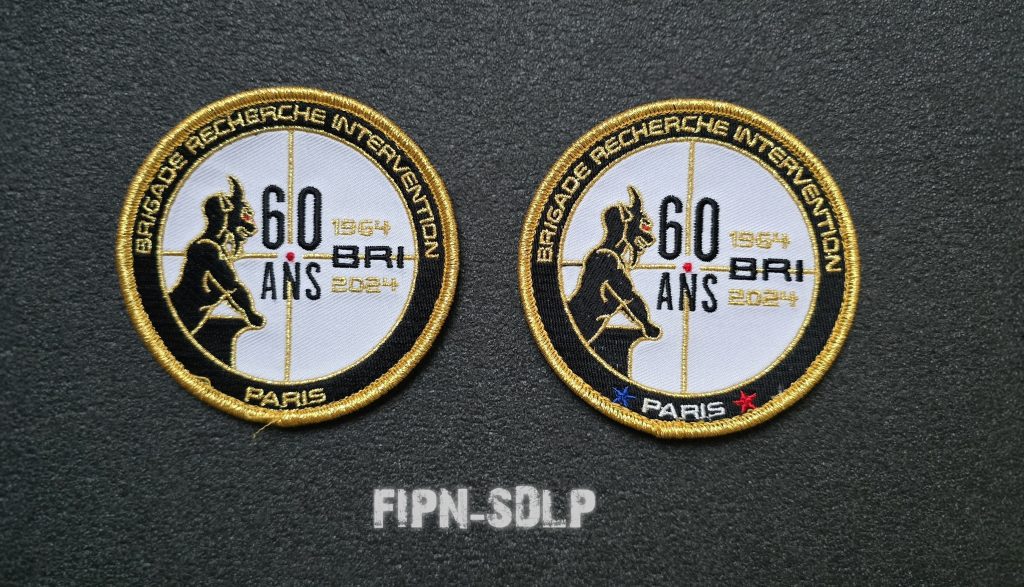 BRIGADE RECHERCHE INTERVENTION
60
ANS
1964
BRI
2024
PARIS
BRIGADE RECHERCHE INTERVENTION
60
ANS
1964
BRI
2024
PARIS
FIPN-SDLP